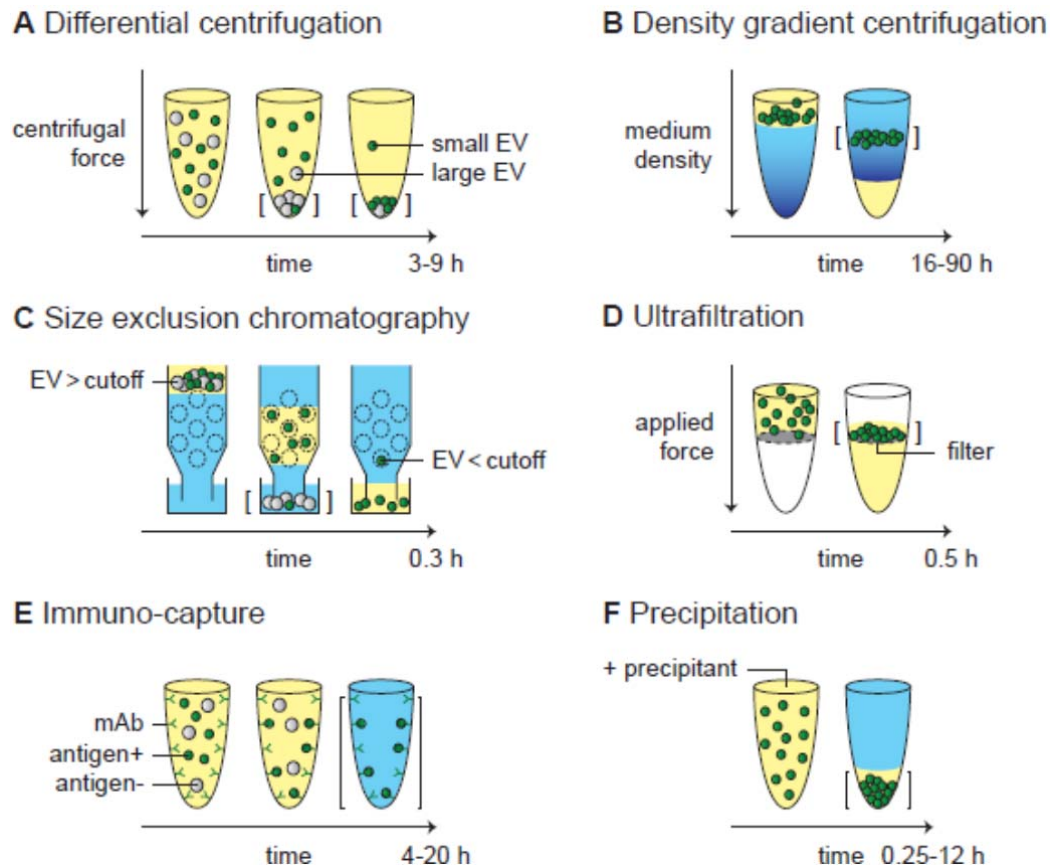 A Differential centrifugation
centrifugal
force
small EV
large EV
[ ]
[ ]
time
3-9 h
B Density gradient centrifugation
medium
density
[ ]
time
16-90 h
C Size exclusion chromatography
EV > cutoff
EV < cutoff
[ ]
time
0.3 h
D Ultrafiltration
applied
force
[ ]
filter
time
0.5 h
E Immuno-capture
mAb
antigen+
antigen-
time
4-20 h
F Precipitation
+ precipitant
[ ]
time
0.25-12 h